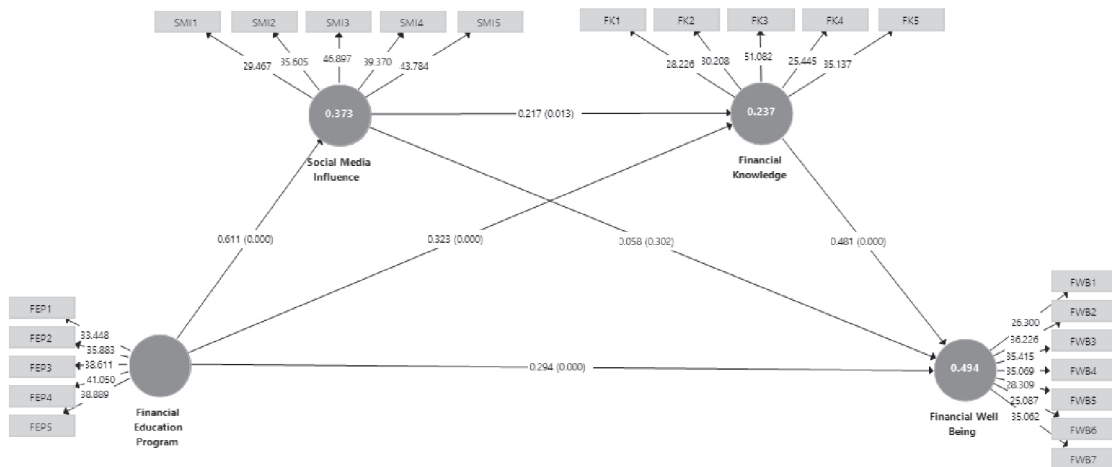 SMI1 SMI2 SMI3 SMI4 SMI5
FK1 FK2 FK3 FK4 FK5
29.467 35.605 46.897 39.370 43.784
28.226 30.208 51.082 25.445 35.137
0.373
0.217 (0.013)
0.237
Social Media
Influence
Financial
Knowledge
0.611 (0.000)
0.323 (0.000)
0.058 (0.302)
0.481 (0.000)
FEP1
FEP2
FEP3
FEP4
FEP5
33.448
35.883
38.611
41.050
38.889
Financial
Education
Program
0.294 (0.000)
0.494
Financial Well
Being
26.300
36.226
35.415
35.069
28.309
25.087
35.062
FWB1
FWB2
FWB3
FWB4
FWB5
FWB6
FWB7